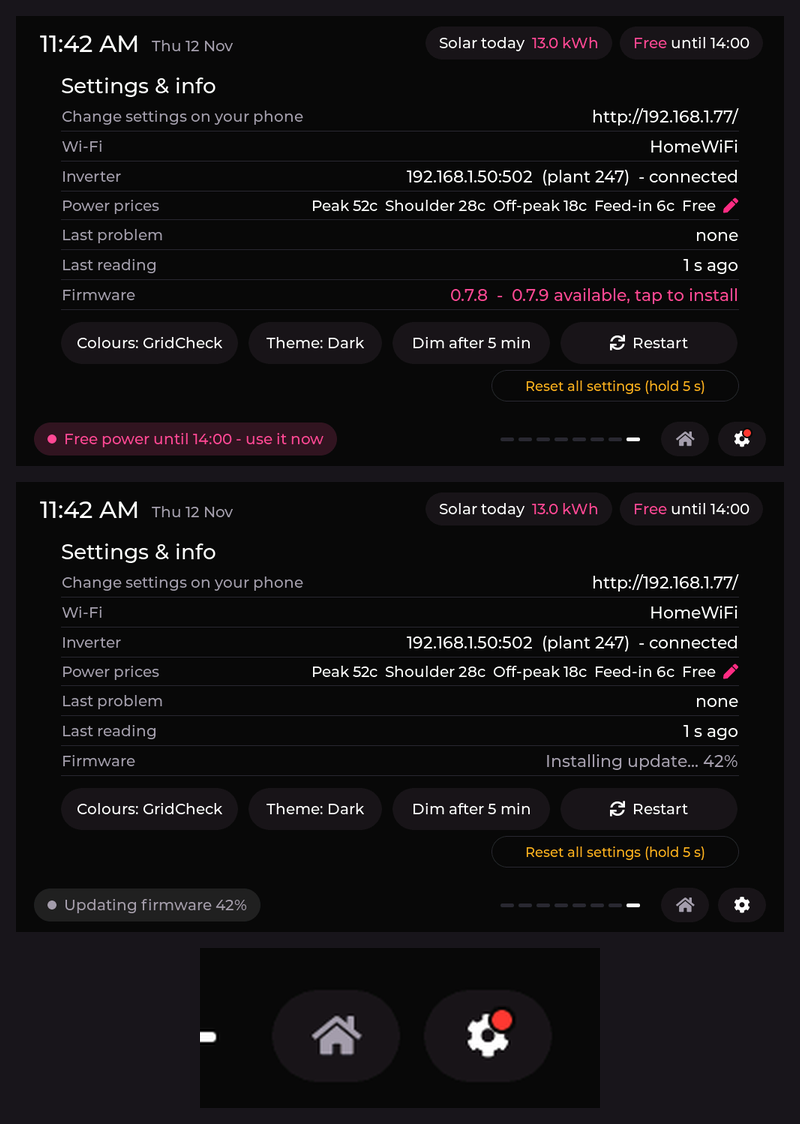 11:42 AM Thu 12 Nov Solar today 13.0 kWh Free until 14:00
Settings & info
Change settings on your phone http://192.168.1.77/
Wi-Fi HomeWiFi
Inverter 192.168.1.50:502 (plant 247) - connected
Power prices Peak 52c Shoulder 28c Off-peak 18c Feed-in 6c Free
Last problem none
Last reading 1 s ago
Firmware 0.7.8 - 0.7.9 available, tap to install
Colours: GridCheck Theme: Dark Dim after 5 min Restart
Reset all settings (hold 5 s)
Free power until 14:00 - use it now
11:42 AM Thu 12 Nov Solar today 13.0 kWh Free until 14:00
Settings & info
Change settings on your phone http://192.168.1.77/
Wi-Fi HomeWiFi
Inverter 192.168.1.50:502 (plant 247) - connected
Power prices Peak 52c Shoulder 28c Off-peak 18c Feed-in 6c Free
Last problem none
Last reading 1 s ago
Firmware Installing update... 42%
Colours: GridCheck Theme: Dark Dim after 5 min Restart
Reset all settings (hold 5 s)
Updating firmware 42%